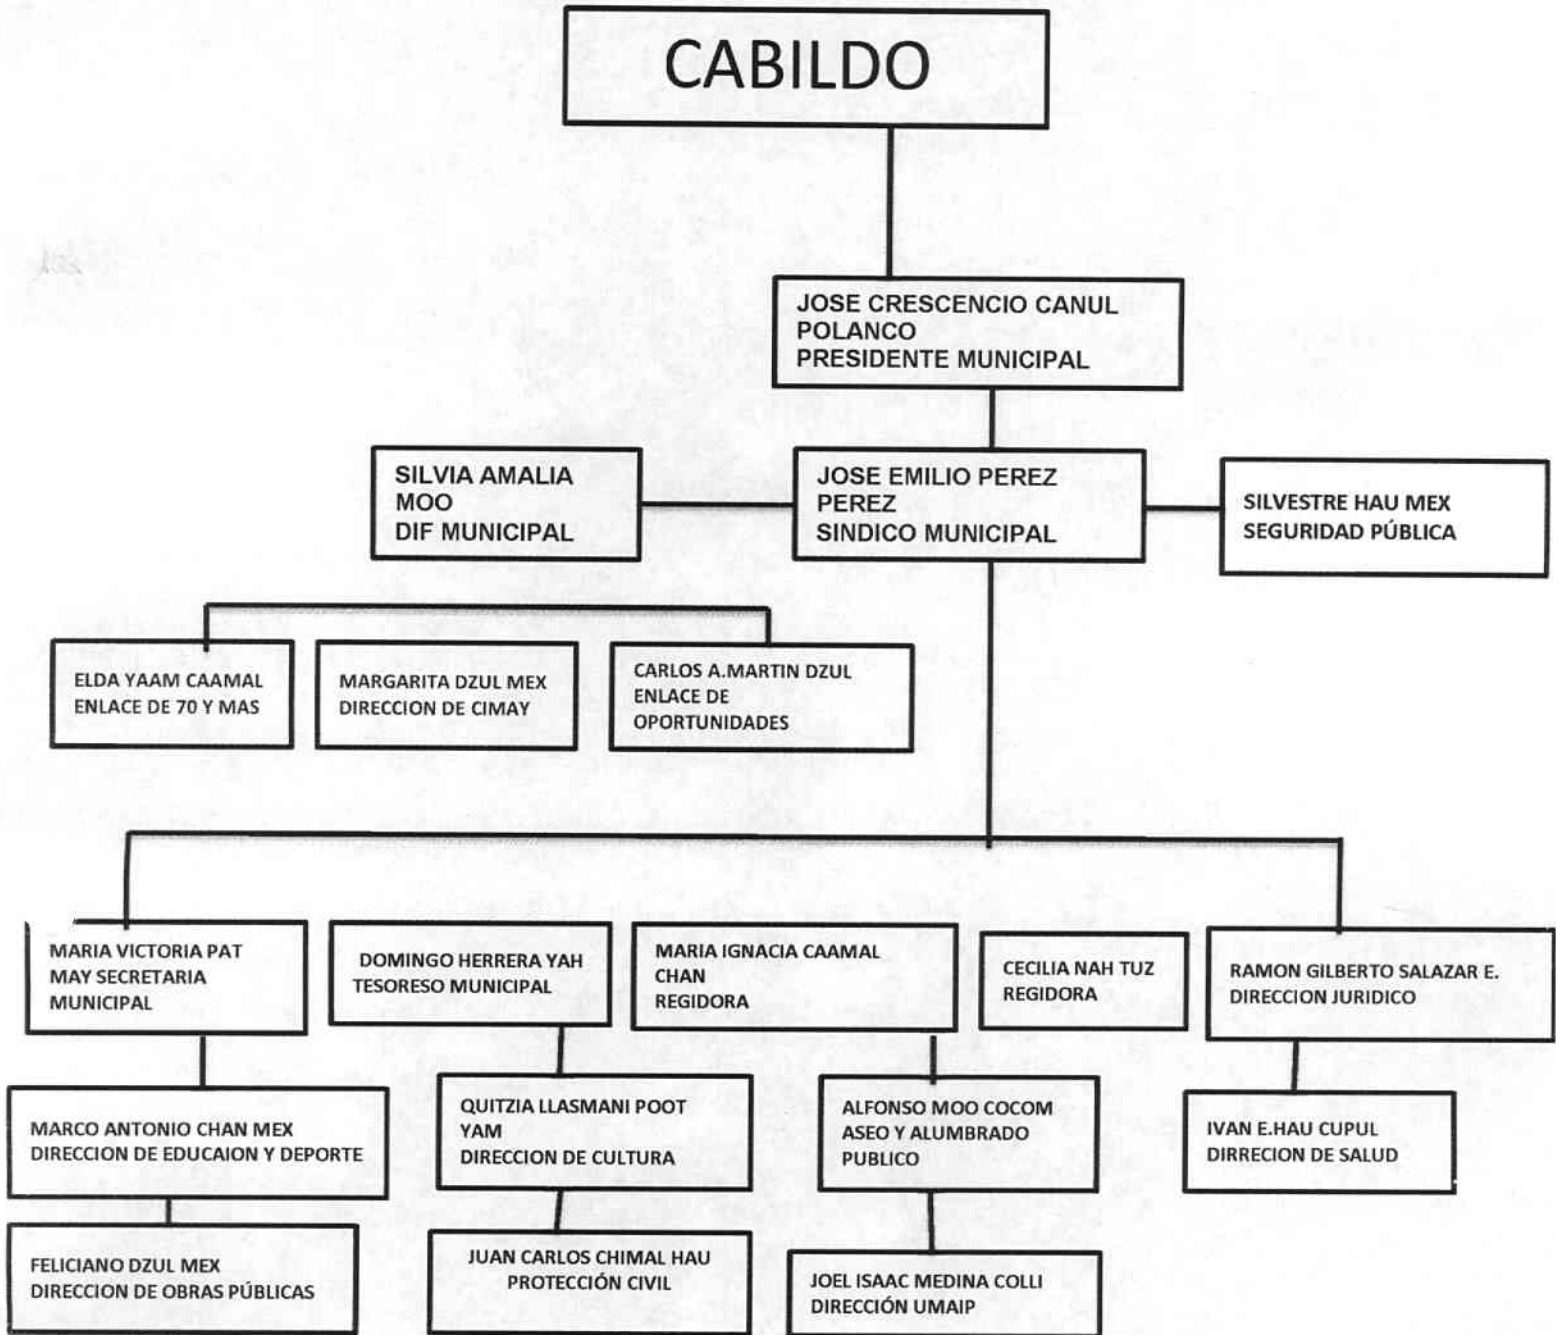 CABILDO
JOSE CRESCENCIO CANUL
POLANCO
PRESIDENTE MUNICIPAL
SILVIA AMALIA
MOO
DIF MUNICIPAL
JOSE EMILIO PEREZ
PEREZ
SINDICO MUNICIPAL
SILVESTRE HAU MEX
SEGURIDAD PÚBLICA
ELDA YAAM CAAMAL
ENLACE DE 70 Y MAS
MARGARITA DZUL MEX
DIRECCION DE CIMAY
CARLOS A.MARTIN DZUL
ENLACE DE
OPORTUNIDADES
MARIA VICTORIA PAT
MAY SECRETARIA
MUNICIPAL
DOMINGO HERRERA YAH
TESORESO MUNICIPAL
MARIA IGNACIA CAAMAL
CHAN
REGIDORA
CECILIA NAH TUZ
REGIDORA
RAMON GILBERTO SALAZAR E.
DIRECCION JURIDICO
MARCO ANTONIO CHAN MEX
DIRECCION DE EDUCAION Y DEPORTE
QUITZIA LLASMANI POOT
YAM
DIRECCION DE CULTURA
ALFONSO MOO COCOM
ASEO Y ALUMBRADO
PUBLICO
IVAN E.HAU CUPUL
DIRRECION DE SALUD
FELICIANO DZUL MEX
DIRECCION DE OBRAS PÚBLICAS
JUAN CARLOS CHIMAL HAU
PROTECCIÓN CIVIL
JOEL ISAAC MEDINA COLLI
DIRECCIÓN UMAIP